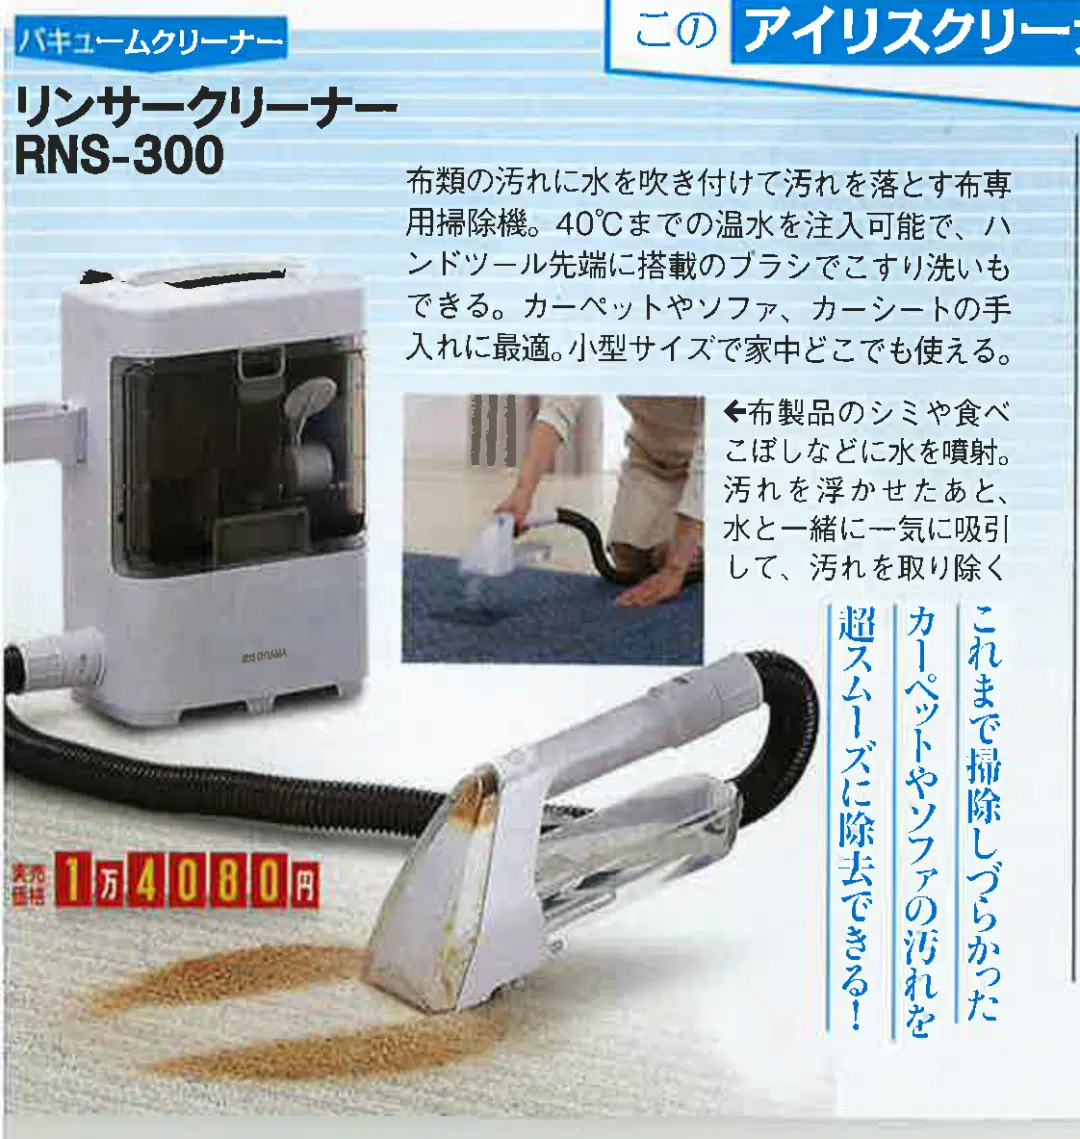 バキュームクリーナー
この アイリスクリー
リンサークリーナー
RNS-300
布類の汚れに水を吹き付けて汚れを落とす布専
用掃除機。40℃までの温水を注入可能で、ハ
ンドツール先端に搭載のブラシでこすり洗いも
できる。カーペットやソファ、カーシートの手
入れに最適。小型サイズで家中どこでも使える。
←布製品のシミや食べ
こぼしなどに水を噴射。
汚れを浮かせたあと、
水と一緒に一気に吸引
して、汚れを取り除く
これまで掃除しづらかった
カーペットやソファの汚れを
超スムーズに除去できる！
OHYAMA
実売価格 1万4080円